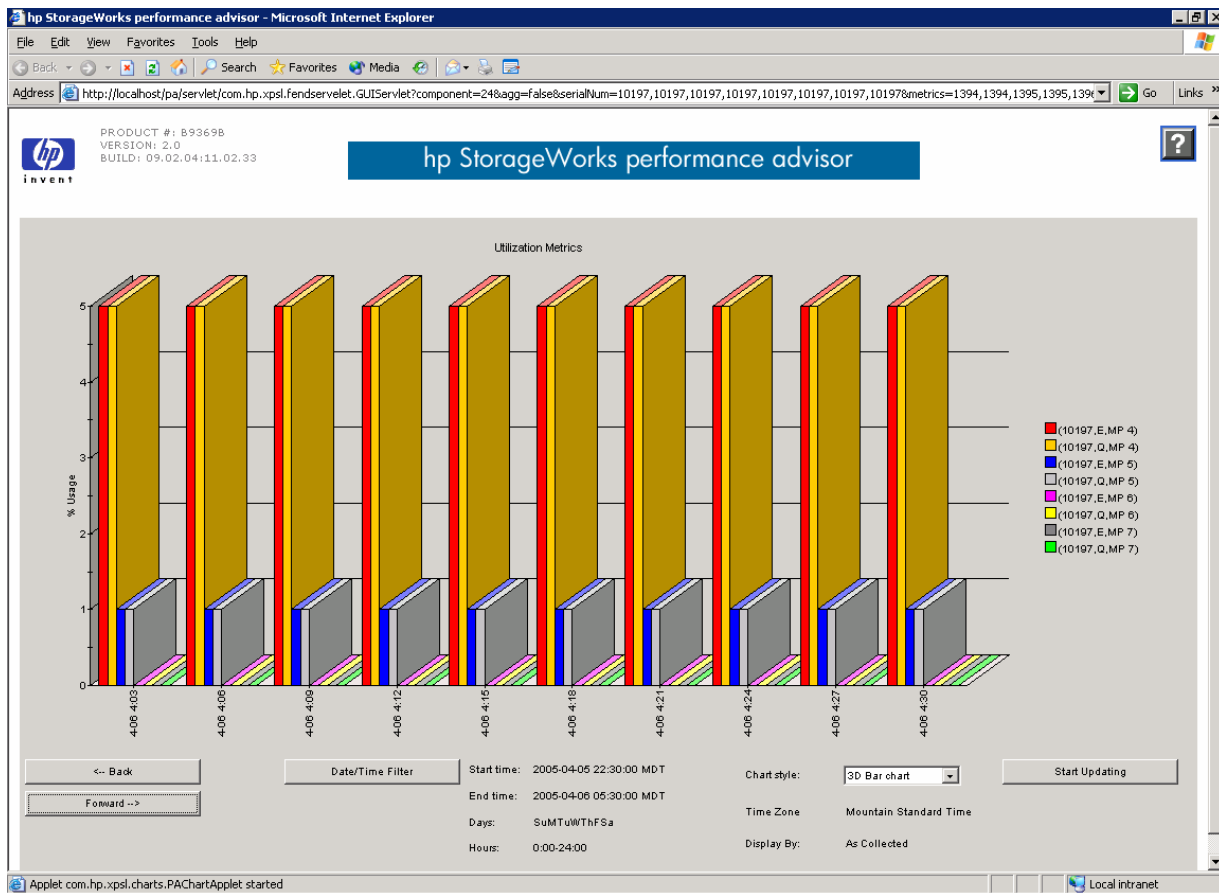 hp StorageWorks performance advisor - Microsoft Internet Explorer
File Edit View Favorites Tools Help
Back Search Favorites Media
Address http://localhost/pa/servlet/com.hp.xpsl.fendservelet.GUIServlet?component=24&agg=false&serialNum=10197,10197,10197,10197,10197,10197,10197,10197&metrics=1394,1394,1395,1395,1396 Go Links »
hp
invent
PRODUCT #: B9369B
VERSION: 2.0
BUILD: 09.02.04:11.02.33
hp StorageWorks performance advisor
?
Utilization Metrics
5
4
3
2
1
0
% Usage
4-06 4:03
4-06 4:06
4-06 4:09
4-06 4:12
4-06 4:15
4-06 4:18
4-06 4:21
4-06 4:24
4-06 4:27
4-06 4:30
(10197,E,MP 4)
(10197,Q,MP 4)
(10197,E,MP 5)
(10197,Q,MP 5)
(10197,E,MP 6)
(10197,Q,MP 6)
(10197,E,MP 7)
(10197,Q,MP 7)
<-- Back
Forward -->
Date/Time Filter
Start time: 2005-04-05 22:30:00 MDT
End time: 2005-04-06 05:30:00 MDT
Days: SuMTuWThFSa
Hours: 0:00-24:00
Chart style: 3D Bar chart
Time Zone Mountain Standard Time
Display By: As Collected
Start Updating
Applet com.hp.xpsl.charts.PAChartApplet started
Local intranet